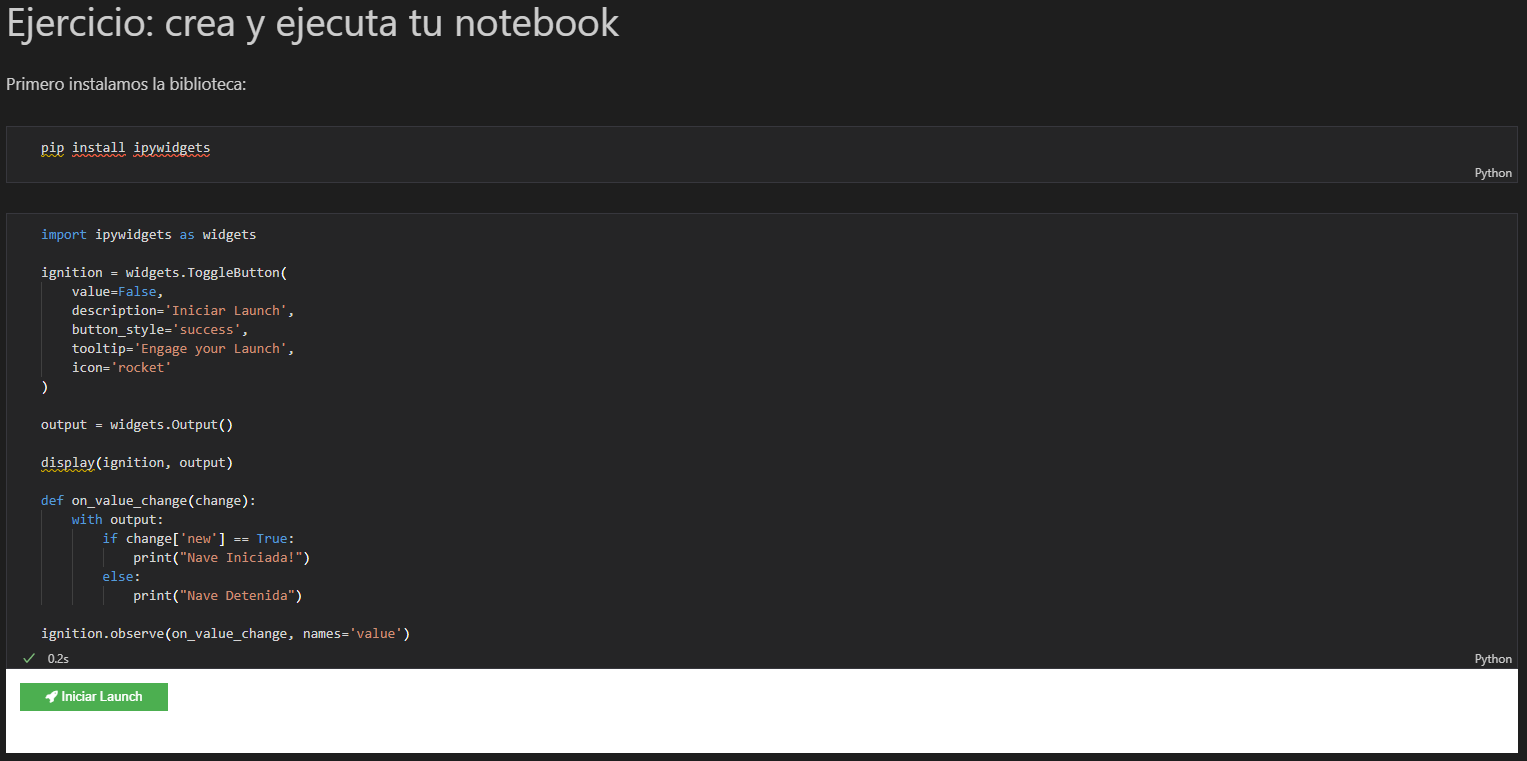 Ejercicio: crea y ejecuta tu notebook
Primero instalamos la biblioteca:
pip install ipywidgets
Python
import ipywidgets as widgets
ignition = widgets.ToggleButton(
    value=False,
    description='Iniciar Launch',
    button_style='success',
    tooltip='Engage your Launch',
    icon='rocket'
)
output = widgets.Output()
display(ignition, output)
def on_value_change(change):
    with output:
        if change['new'] == True:
            print("Nave Iniciada!")
        else:
            print("Nave Detenida")
ignition.observe(on_value_change, names='value')
0.2s
Python
Iniciar Launch